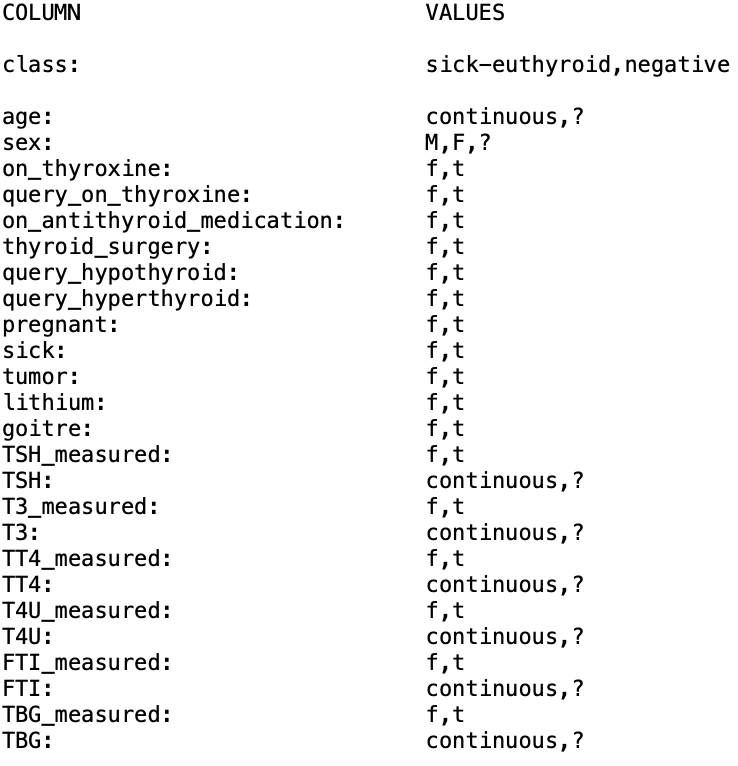 COLUMN VALUES
class: sick-euthyroid,negative
age: continuous,?
sex: M,F,?
on_thyroxine: f,t
query_on_thyroxine: f,t
on_antithyroid_medication: f,t
thyroid_surgery: f,t
query_hypothyroid: f,t
query_hyperthyroid: f,t
pregnant: f,t
sick: f,t
tumor: f,t
lithium: f,t
goitre: f,t
TSH_measured: f,t
TSH: continuous,?
T3_measured: f,t
T3: continuous,?
TT4_measured: f,t
TT4: continuous,?
T4U_measured: f,t
T4U: continuous,?
FTI_measured: f,t
FTI: continuous,?
TBG_measured: f,t
TBG: continuous,?